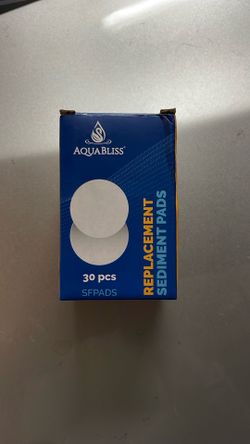 AQUABLISS
30 pcs
SFPADS
REPLACEMENT
SEDIMENT PADS